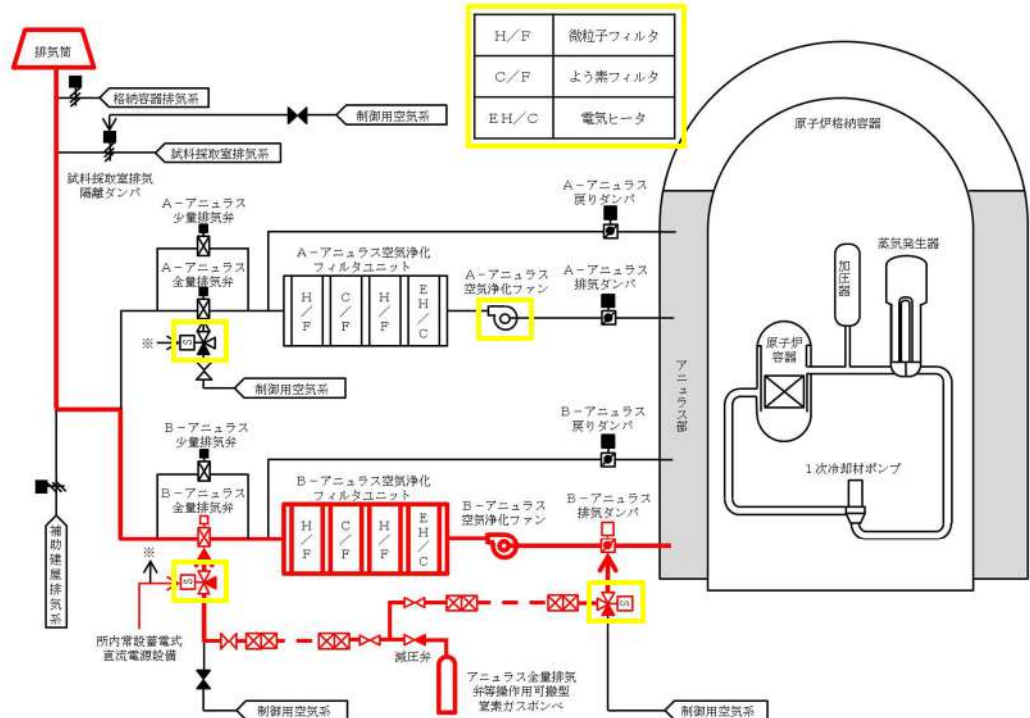 排気筒
格納容器排気系
制御用空気系
試料採取室排気系
試料採取室排気
隔離ダンパ
H/F 微粒子フィルタ
C/F よう素フィルタ
EH/C 電気ヒータ
原子炉格納容器
A-アニュラス
少量排気弁
A-アニュラス
全量排気弁
※
制御用空気系
A-アニュラス空気浄化
フィルタユニット
H/F
C/F
H/F
EH/C
A-アニュラス
空気浄化ファン
A-アニュラス
戻りダンパ
A-アニュラス
排気ダンパ
S
アニュラス部
加圧器
蒸気発生器
原子炉
容器
1次冷却材ポンプ
B-アニュラス
少量排気弁
B-アニュラス
全量排気弁
※
S
B-アニュラス空気浄化
フィルタユニット
H/F
C/F
H/F
EH/C
B-アニュラス
空気浄化ファン
B-アニュラス
戻りダンパ
B-アニュラス
排気ダンパ
S
補助建屋排気系
所内常設蓄電式
直流電源設備
減圧弁
アニュラス全量排気
弁等操作用可搬型
窒素ガスボンベ
制御用空気系
制御用空気系